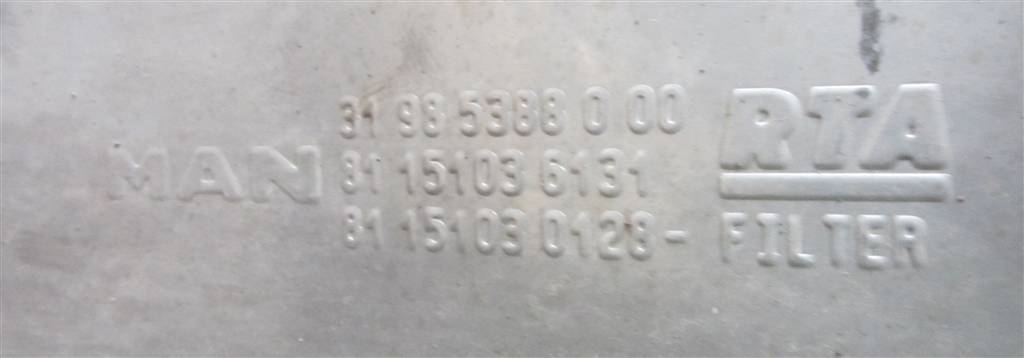 31 98 5388 0 00
MAN 81 15103 6131
81 15103 0128-
RTA
FILTER